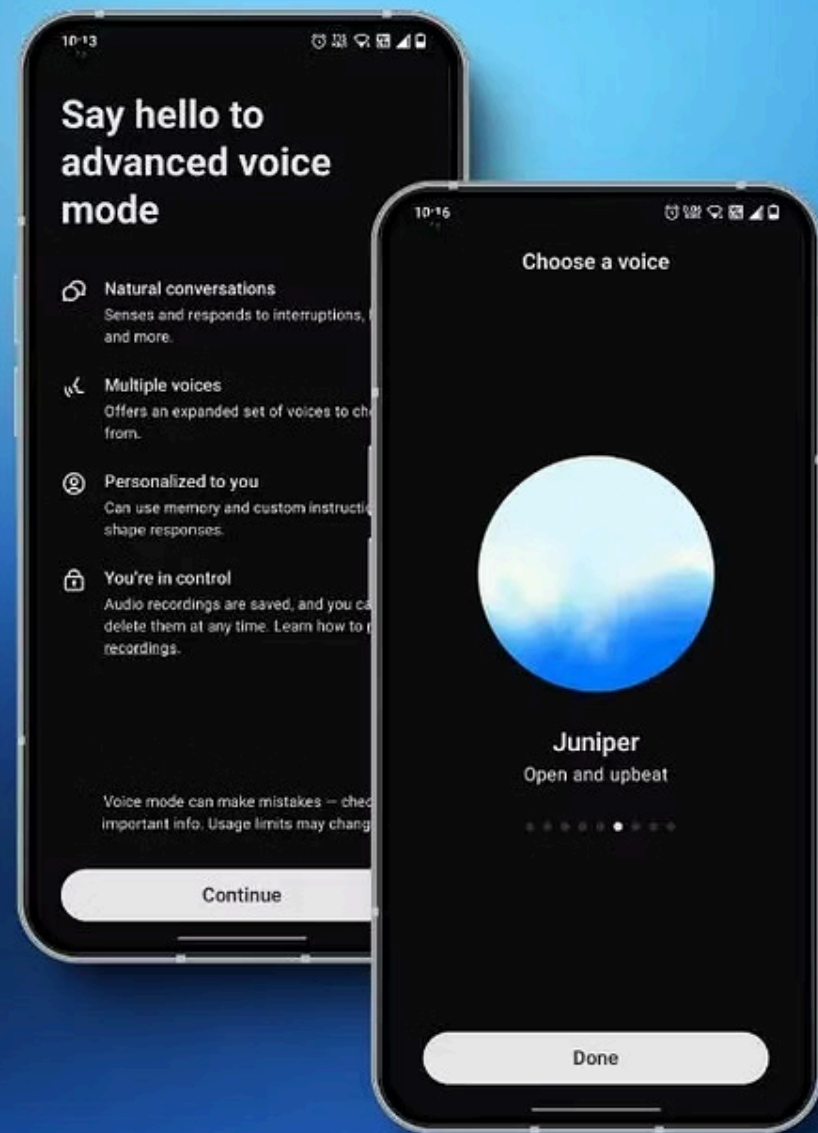 10:13
Say hello to
advanced voice
mode
Natural conversations
Senses and responds to interruptions,
and more.
Multiple voices
Offers an expanded set of voices to
from.
Personalized to you
Can use memory and custom
shape responses.
You're in control
Audio recordings are saved, and you
delete them at any time. Learn how to
recordings.
Voice mode can make mistakes —
important info. Usage limits may
Continue
10:16
Choose a voice
Juniper
Open and upbeat
Done